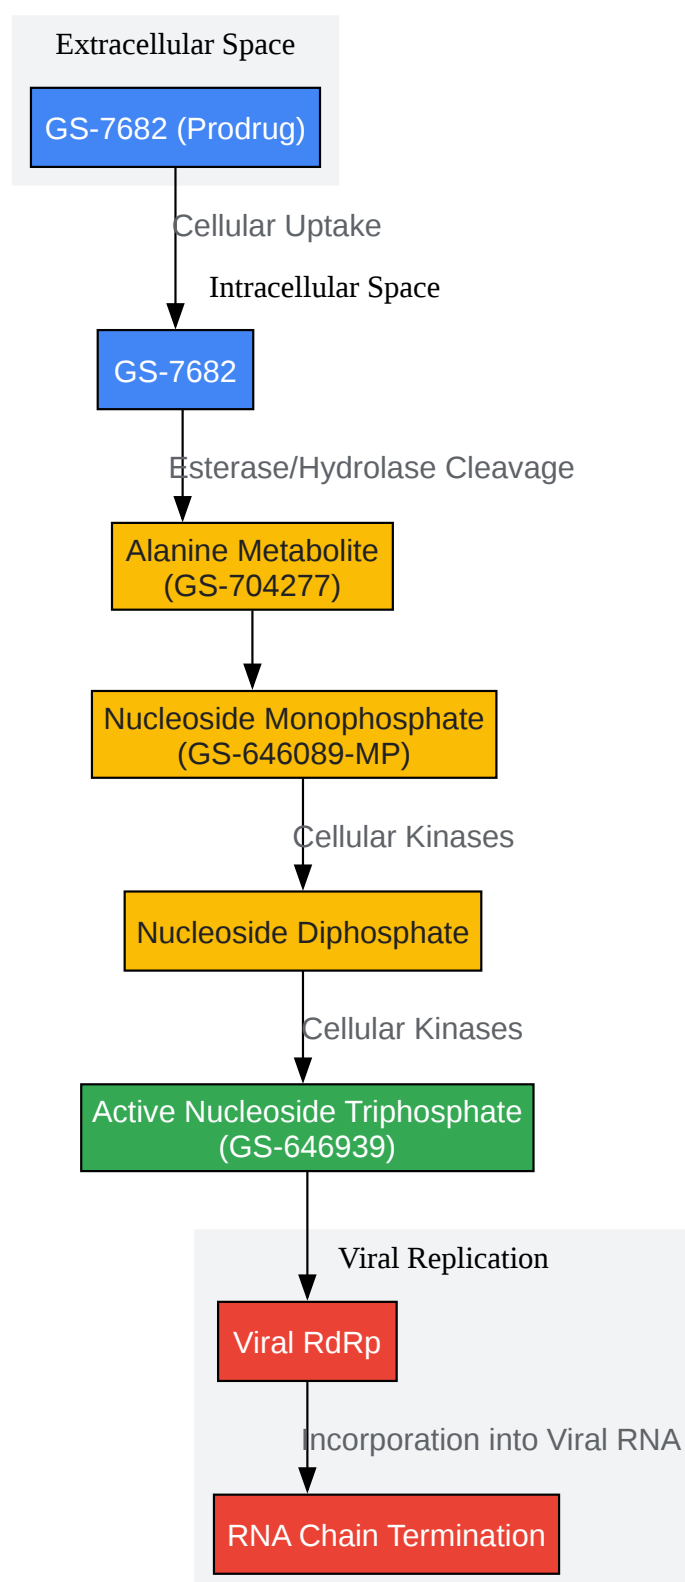 Extracellular Space
GS-7682 (Prodrug)
Cellular Uptake
Intracellular Space
GS-7682
Esterase/Hydrolase Cleavage
Alanine Metabolite
(GS-704277)
Nucleoside Monophosphate
(GS-646089-MP)
Cellular Kinases
Nucleoside Diphosphate
Cellular Kinases
Active Nucleoside Triphosphate
(GS-646939)
Viral Replication
Viral RdRp
Incorporation into Viral RNA
RNA Chain Termination